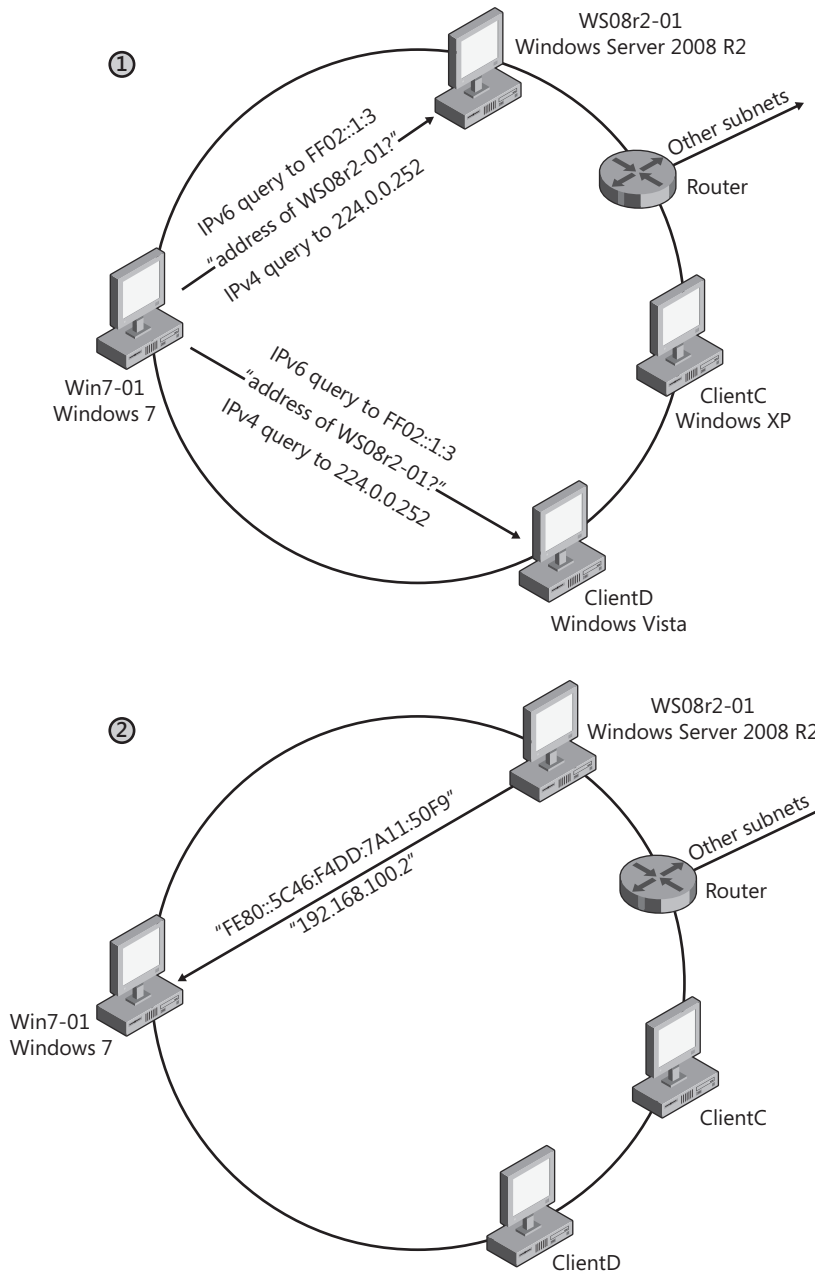 1
WS08r2-01
Windows Server 2008 R2
Other subnets
Router
IPv6 query to FF02::1:3
"address of WS08r2-01?"
IPv4 query to 224.0.0.252
Win7-01
Windows 7
IPv6 query to FF02::1:3
"address of WS08r2-01?"
IPv4 query to 224.0.0.252
ClientC
Windows XP
ClientD
Windows Vista
2
WS08r2-01
Windows Server 2008 R2
Other subnets
Router
"FE80::5C46:F4DD:7A11:50F9"
"192.168.100.2"
Win7-01
Windows 7
ClientC
ClientD